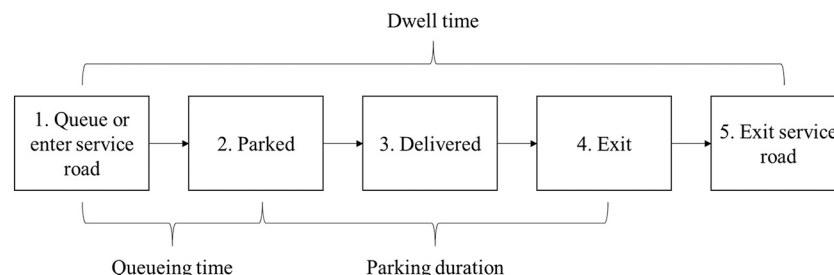 Dwell time
1. Queue or
enter service
road
2. Parked
3. Delivered
4. Exit
5. Exit service
road
Queueing time
Parking duration